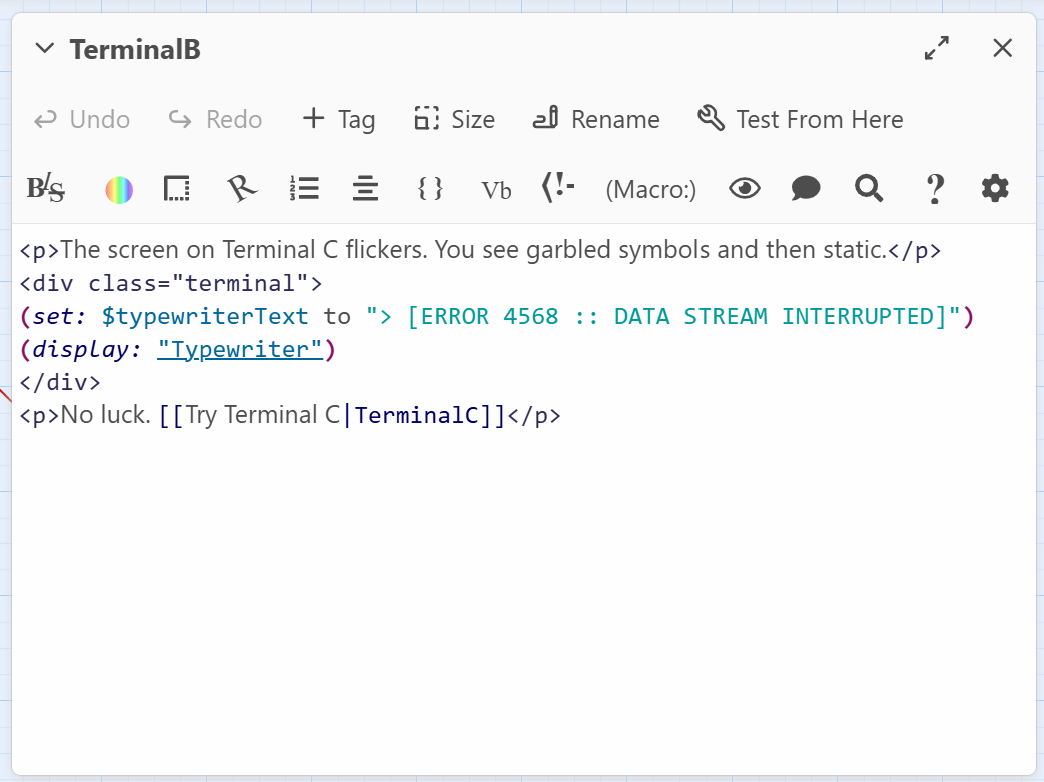 TerminalB
Undo Redo + Tag Size Rename Test From Here
BIS { } Vb (!- (Macro:) ?
<p>The screen on Terminal C flickers. You see garbled symbols and then static.</p>
<div class="terminal">
(set: $typewriterText to "> [ERROR 4568 :: DATA STREAM INTERRUPTED]")
(display: "Typewriter")
</div>
<p>No luck. [[Try Terminal C|TerminalC]]</p>